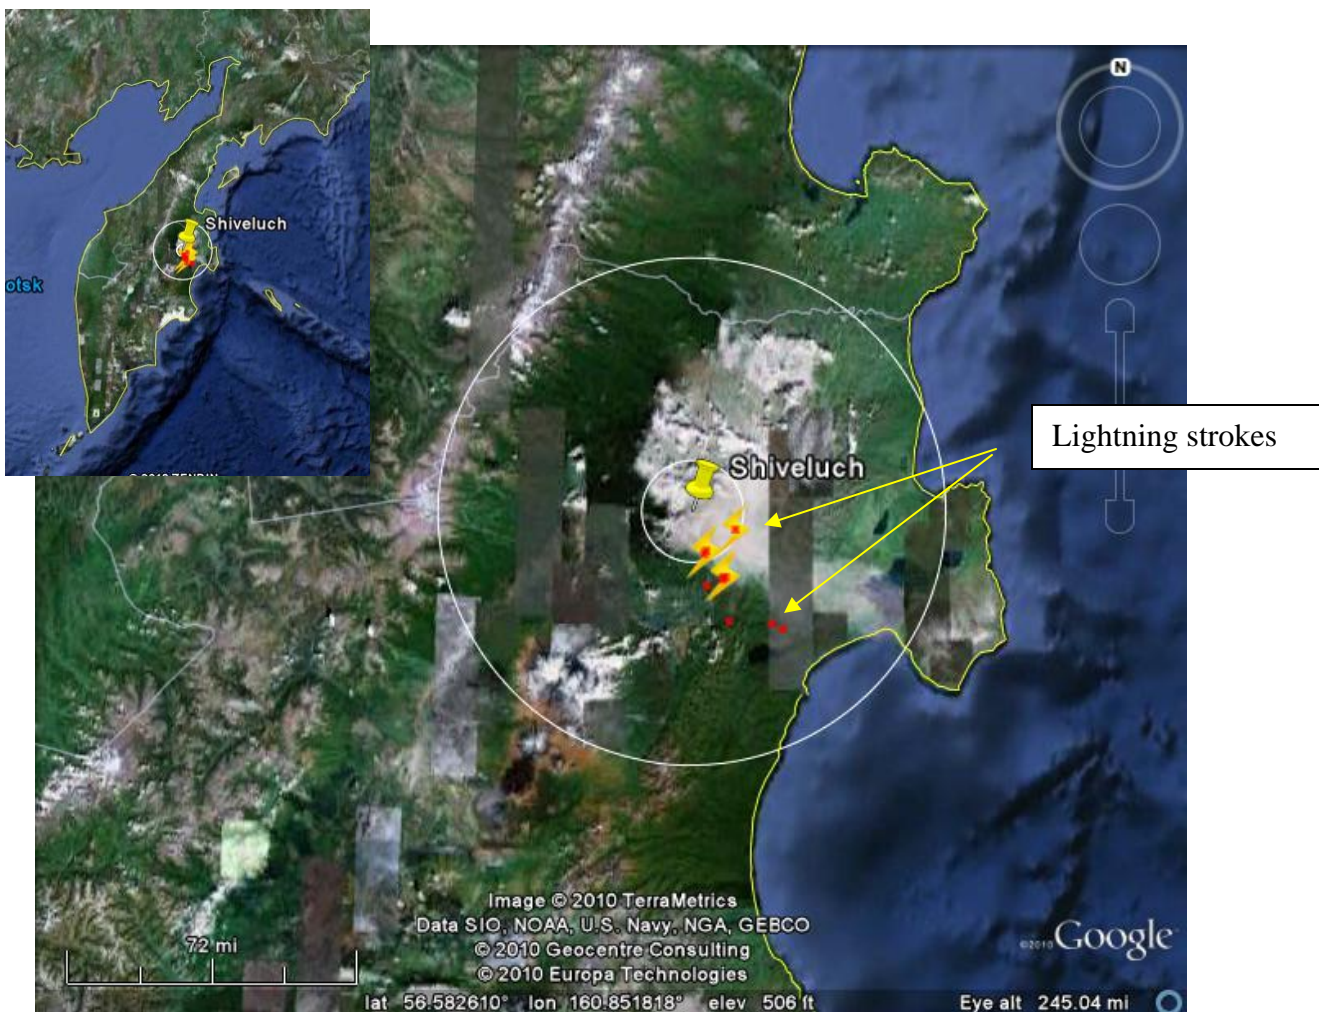 Shiveluch
otsk
N
Lightning strokes
Shiveluch
Image © 2010 TerraMetrics
Data SIO, NOAA, U.S. Navy, NGA, GEBCO
© 2010 Geocentre Consulting
© 2010 Europa Technologies
72 mi
©2010 Google
lat 56.582610° lon 160.851818° elev 506 ft Eye alt 245.04 mi